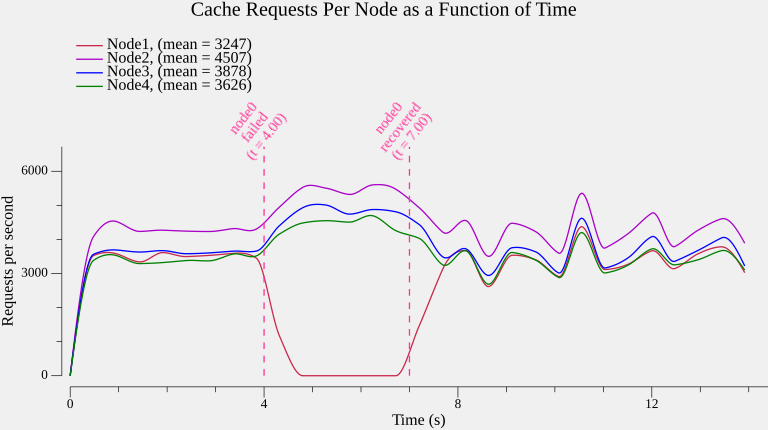 Cache Requests Per Node as a Function of Time
Node1, (mean = 3247)
Node2, (mean = 4507)
Node3, (mean = 3878)
Node4, (mean = 3626)
node0
failed
(t = 4.00)
node0
recovered
(t = 7.00)
Requests per second
6000
3000
0
0 4 8 12
Time (s)